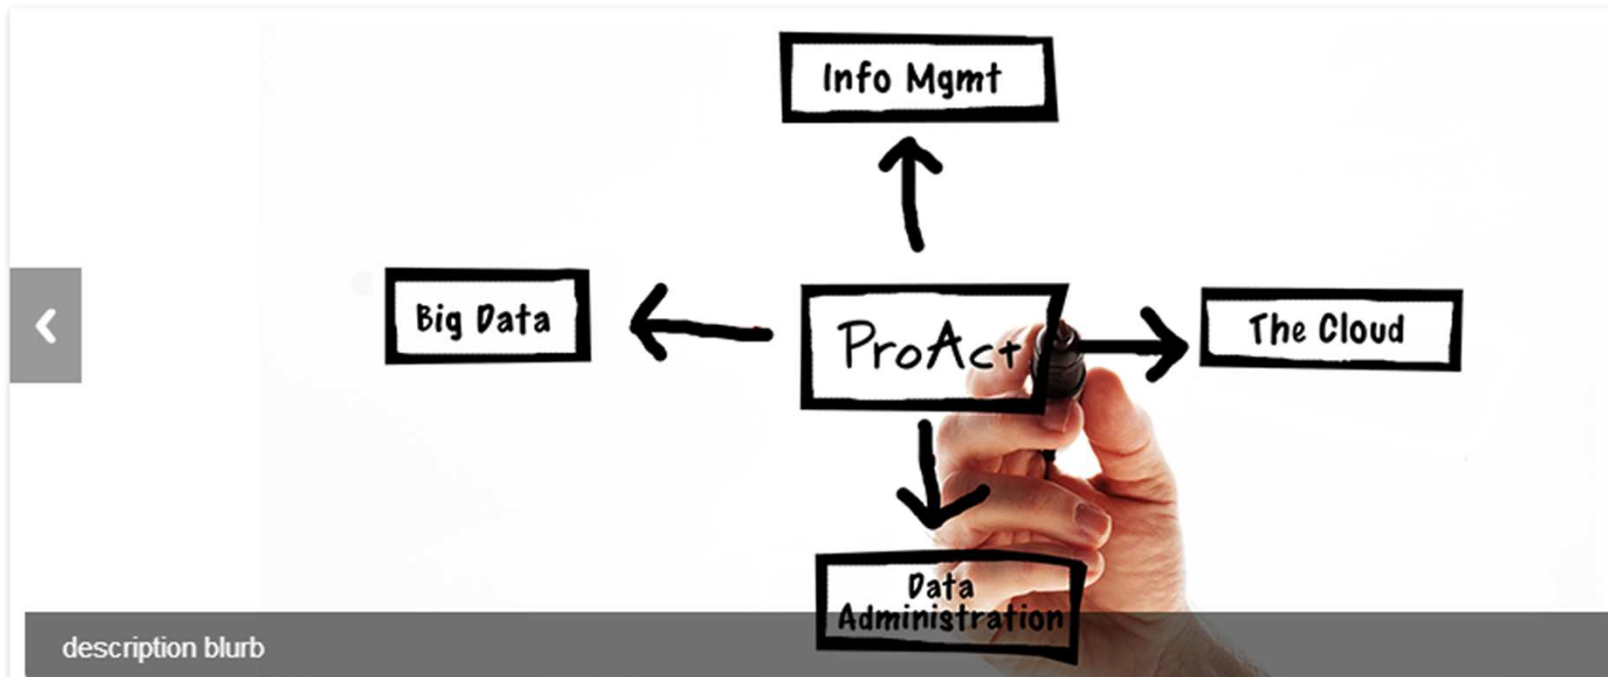 Info Mgmt
Big Data
ProAct
The Cloud
Data
Administration
description blurb